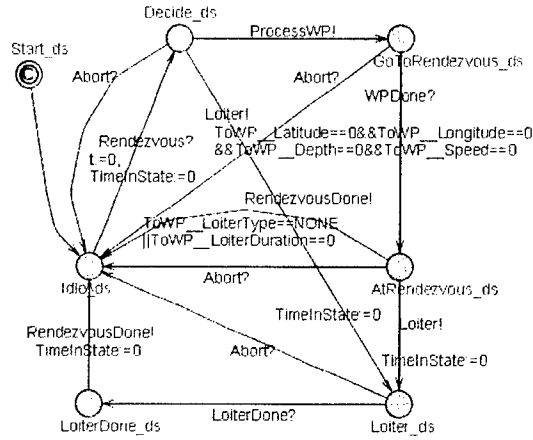 Decide_ds
ProcessWP!
Start_ds
C
GoToRendezvous_ds
Abort?
Abort?
WPDone?
Loiter!
ToWP__Latitude==0&&ToWP__Longitude==0
&&ToWP__Depth==0&&ToWP__Speed==0
Rendezvous?
t:=0,
TimeInState:=0
RendezvousDone!
ToWP__LoiterType==NONE
||ToWP__LoiterDuration==0
Abort?
Idle_ds
AtRendezvous_ds
TimeInState:=0
Loiter!
RendezvousDone!
TimeInState:=0
Abort?
TimeInState:=0
LoiterDone?
LoiterDone_ds
Loiter_ds